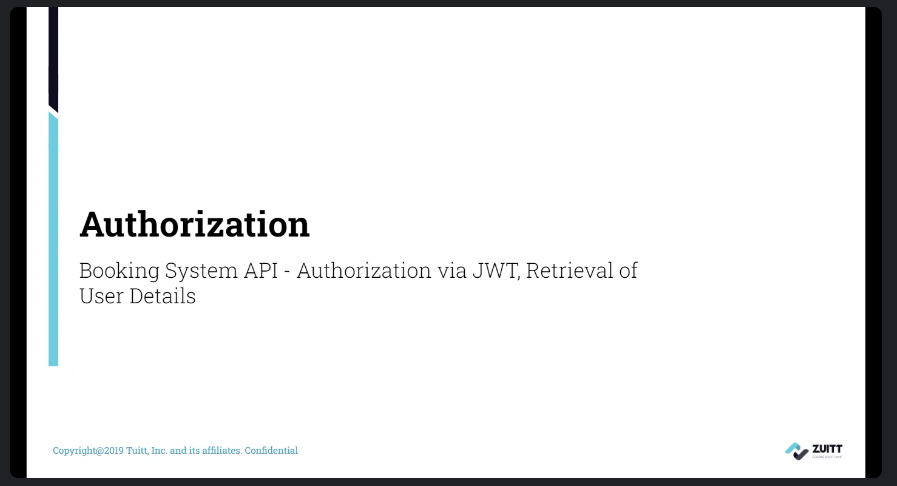 Authorization
Booking System API - Authorization via JWT, Retrieval of
User Details
Copyright@2019 Tuitt, Inc. and its affiliates. Confidential
ZUITT